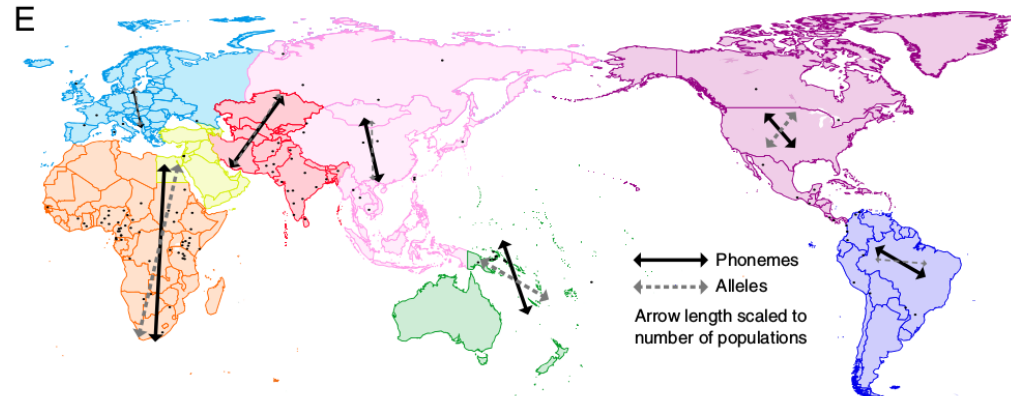 E
Phonemes
Alleles
Arrow length scaled to
number of populations